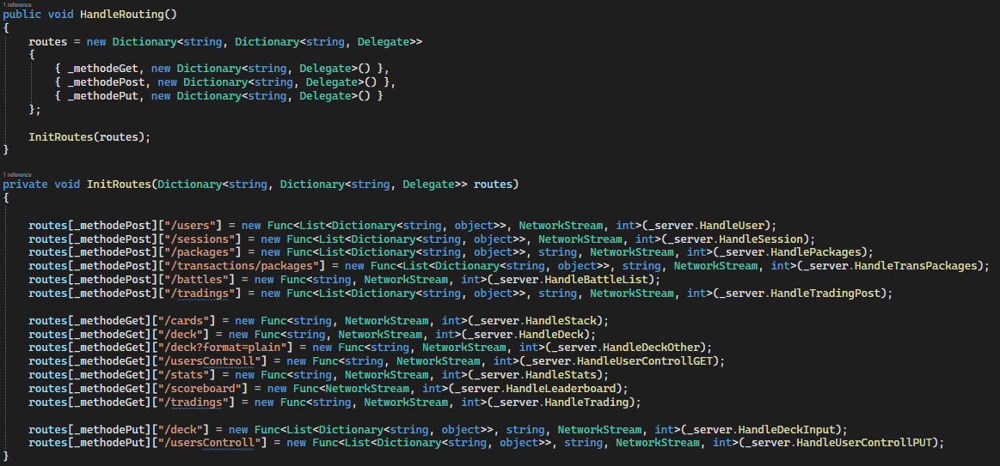 1 reference
public void HandleRouting()
{
    routes = new Dictionary<string, Dictionary<string, Delegate>>
    {
        { _methodeGet, new Dictionary<string, Delegate>() },
        { _methodePost, new Dictionary<string, Delegate>() },
        { _methodePut, new Dictionary<string, Delegate>() }
    };

    InitRoutes(routes);
}

1 reference
private void InitRoutes(Dictionary<string, Dictionary<string, Delegate>> routes)
{

    routes[_methodePost]["/users"] = new Func<List<Dictionary<string, object>>, NetworkStream, int>(_server.HandleUser);
    routes[_methodePost]["/sessions"] = new Func<List<Dictionary<string, object>>, NetworkStream, int>(_server.HandleSession);
    routes[_methodePost]["/packages"] = new Func<List<Dictionary<string, object>>, string, NetworkStream, int>(_server.HandlePackages);
    routes[_methodePost]["/transactions/packages"] = new Func<List<Dictionary<string, object>>, string, NetworkStream, int>(_server.HandleTransPackages);
    routes[_methodePost]["/battles"] = new Func<string, NetworkStream, int>(_server.HandleBattleList);
    routes[_methodePost]["/tradings"] = new Func<List<Dictionary<string, object>>, string, NetworkStream, int>(_server.HandleTradingPost);

    routes[_methodeGet]["/cards"] = new Func<string, NetworkStream, int>(_server.HandleStack);
    routes[_methodeGet]["/deck"] = new Func<string, NetworkStream, int>(_server.HandleDeck);
    routes[_methodeGet]["/deck?format=plain"] = new Func<string, NetworkStream, int>(_server.HandleDeckOther);
    routes[_methodeGet]["/usersControll"] = new Func<string, NetworkStream, int>(_server.HandleUserControllGET);
    routes[_methodeGet]["/stats"] = new Func<string, NetworkStream, int>(_server.HandleStats);
    routes[_methodeGet]["/scoreboard"] = new Func<NetworkStream, int>(_server.HandleLeaderboard);
    routes[_methodeGet]["/tradings"] = new Func<string, NetworkStream, int>(_server.HandleTrading);

    routes[_methodePut]["/deck"] = new Func<List<Dictionary<string, object>>, string, NetworkStream, int>(_server.HandleDeckInput);
    routes[_methodePut]["/usersControll"] = new Func<List<Dictionary<string, object>>, string, NetworkStream, int>(_server.HandleUserControllPUT);
}